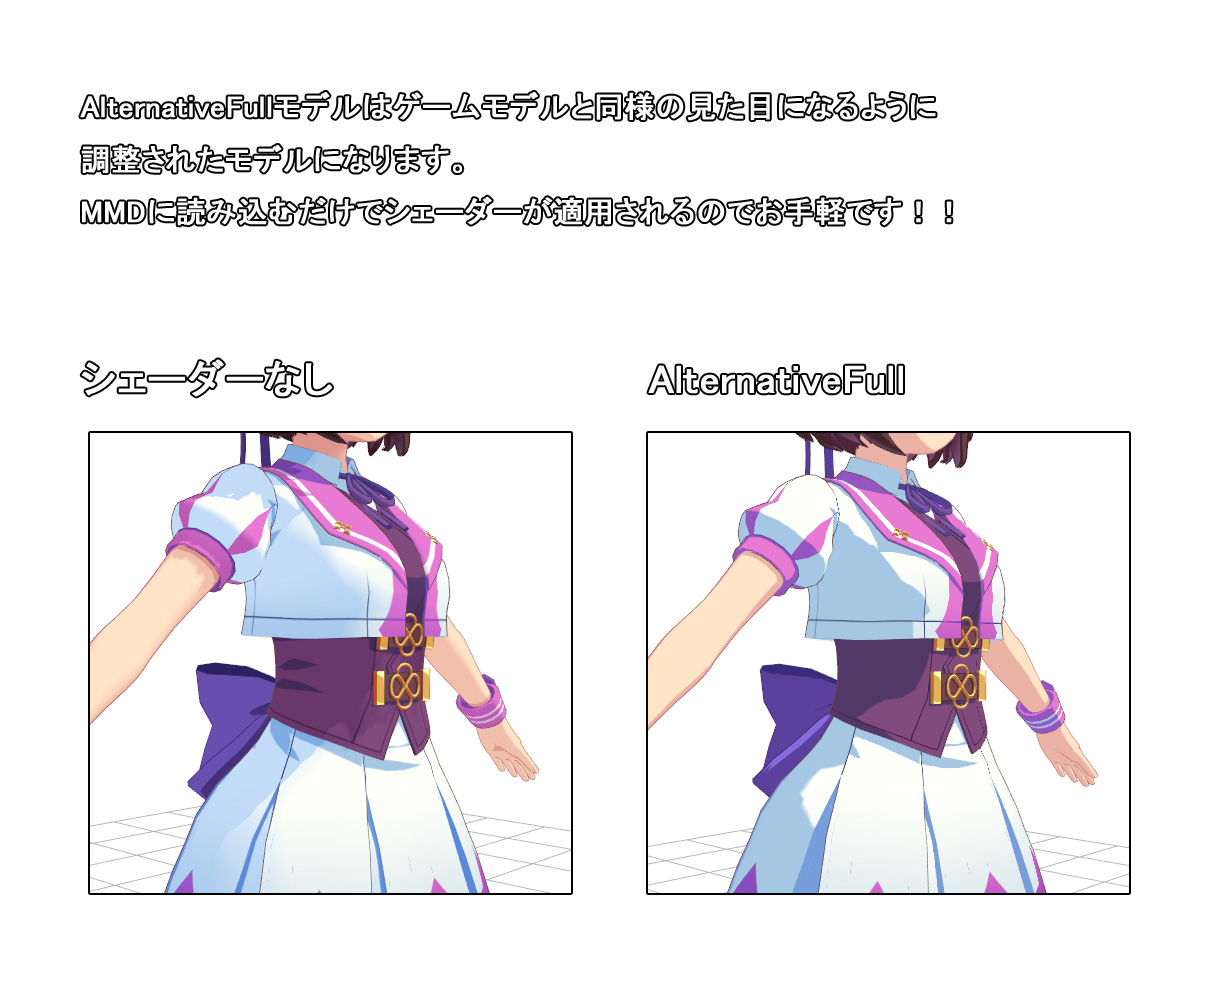 AlternativeFullモデルはゲームモデルと同様の見た目になるように
調整されたモデルになります。
MMDに読み込むだけでシェーダーが適用されるのでお手軽です！！
シェーダーなし
AlternativeFull